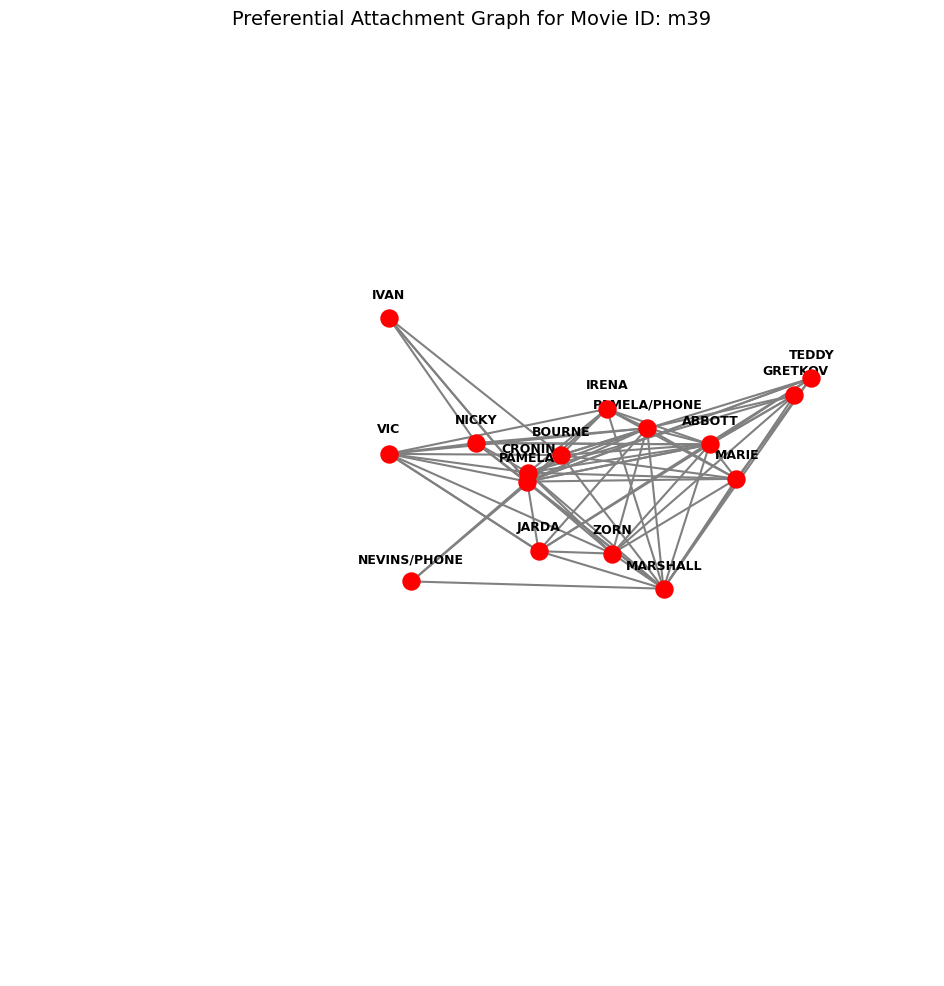 Preferential Attachment Graph for Movie ID: m39
IVAN
TEDDY
GRETKOV
IRENA
PAMELA/PHONE
NICKY
ABBOTT
VIC
BOURNE
CRONIN
MARIE
PAMELA
JARDA
ZORN
NEVINS/PHONE
MARSHALL